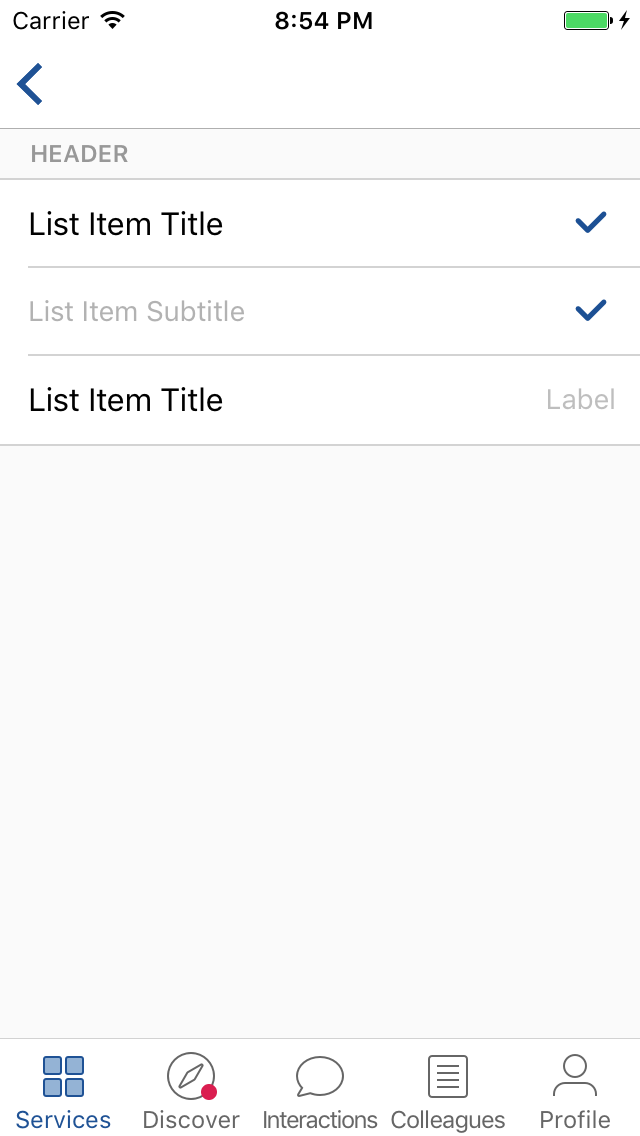 Carrier 8:54 PM
HEADER
List Item Title
List Item Subtitle
List Item Title Label
Services Discover Interactions Colleagues Profile